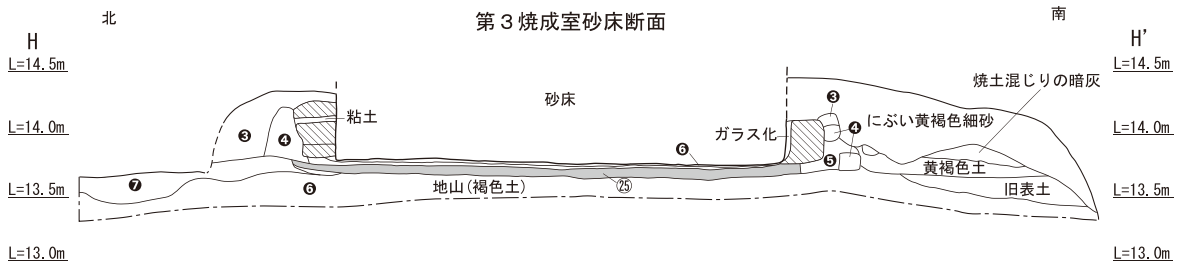 第３焼成室砂床断面
北
南
H
H'
L=14.5m
L=14.5m
焼土混じりの暗灰
砂床
❸
粘土
ガラス化
にぶい黄褐色細砂
L=14.0m
L=14.0m
❸
❹
❹
❻
❺
黄褐色土
❼
❻
地山(褐色土)
㉕
旧表土
L=13.5m
L=13.5m
L=13.0m
L=13.0m